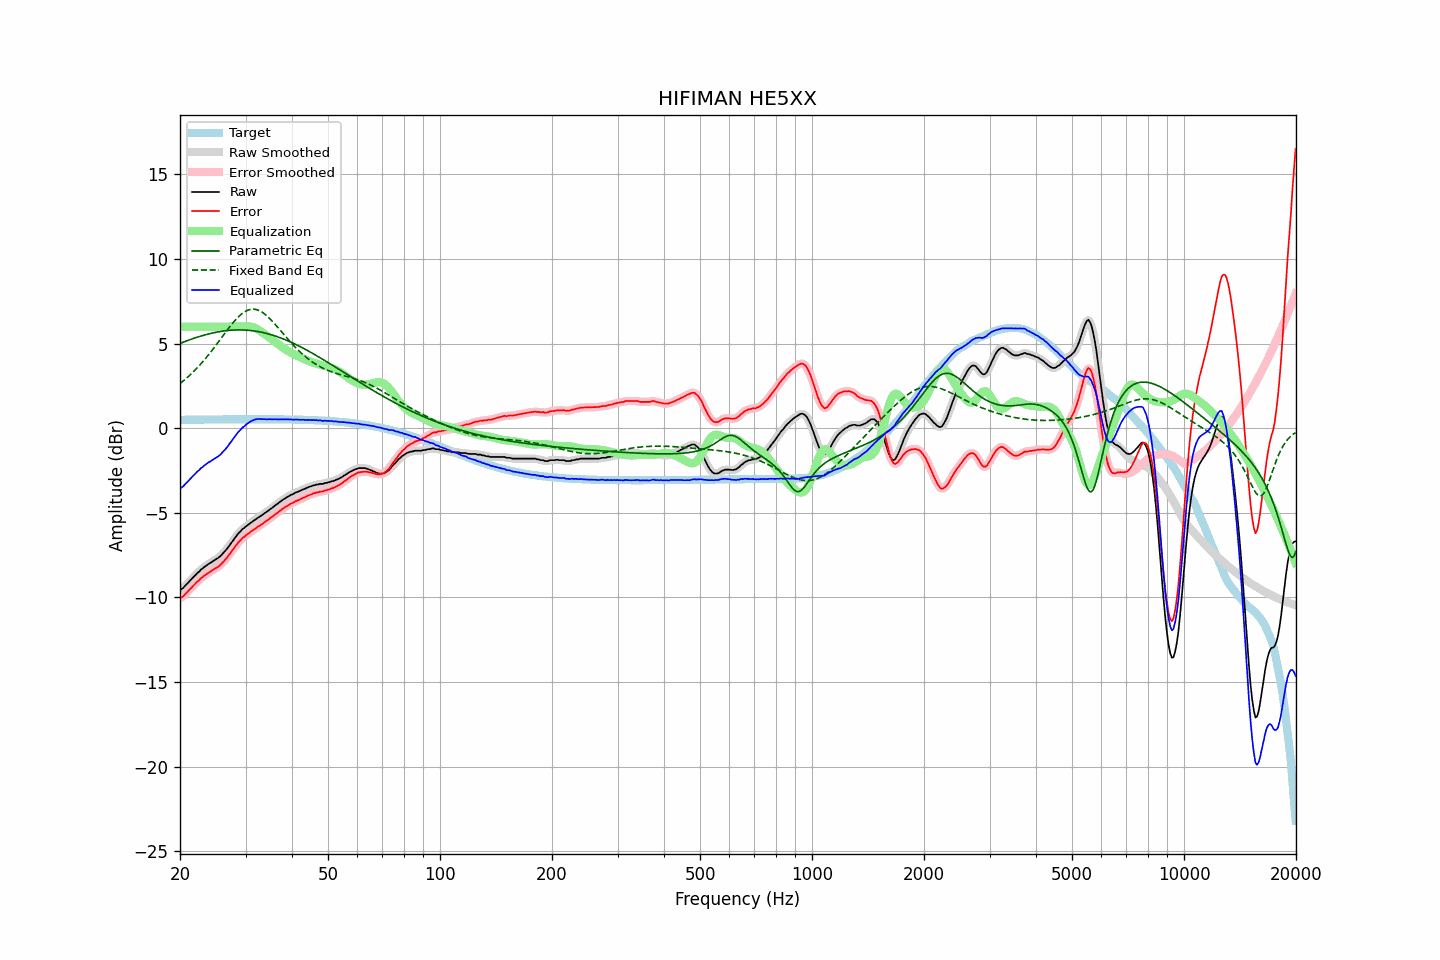 HIFIMAN HE5XX
Target
Raw Smoothed
Error Smoothed
Raw
Error
Equalization
Parametric Eq
Fixed Band Eq
Equalized
Amplitude (dBr)
15
10
5
0
−5
−10
−15
−20
−25
20
50
100
200
500
1000
2000
5000
10000
20000
Frequency (Hz)